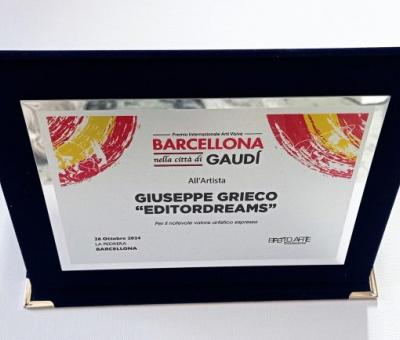 Premio Internazionale Arti Visive
BARCELLONA
nella città di GAUDÍ
All'Artista
GIUSEPPE GRIECO
"EDITORDREAMS"
Per il notevole valore artistico espresso
26 Ottobre 2024
LA PEDRERA
BARCELLONA
EFFETTO ARTE